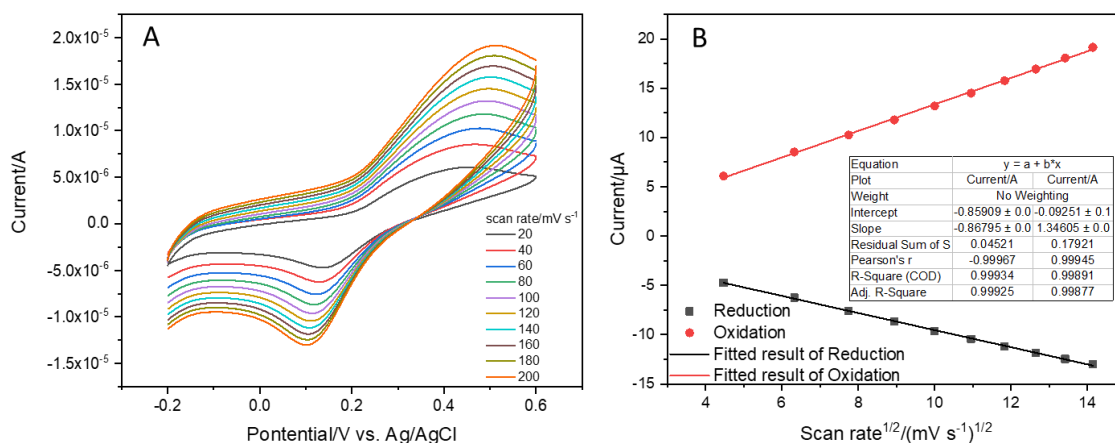 A
2.0x10-5
1.5x10-5
1.0x10-5
5.0x10-6
0.0
-5.0x10-6
-1.0x10-5
-1.5x10-5
Current/A
scan rate/mV s-1
20
40
60
80
100
120
140
160
180
200
-0.2 0.0 0.2 0.4 0.6
Pontential/V vs. Ag/AgCl
B
25
20
15
10
5
0
-5
-10
-15
Current/µA
Equation y = a + b*x
Plot Current/A Current/A
Weight No Weighting
Intercept -0.85909 ± 0.0 -0.09251 ± 0.1
Slope -0.86795 ± 0.0 1.34605 ± 0.0
Residual Sum of S 0.04521 0.17921
Pearson's r -0.99967 0.99945
R-Square (COD) 0.99934 0.99891
Adj. R-Square 0.99925 0.99877
Reduction
Oxidation
Fitted result of Reduction
Fitted result of Oxidation
4 6 8 10 12 14
Scan rate1/2/(mV s-1)1/2